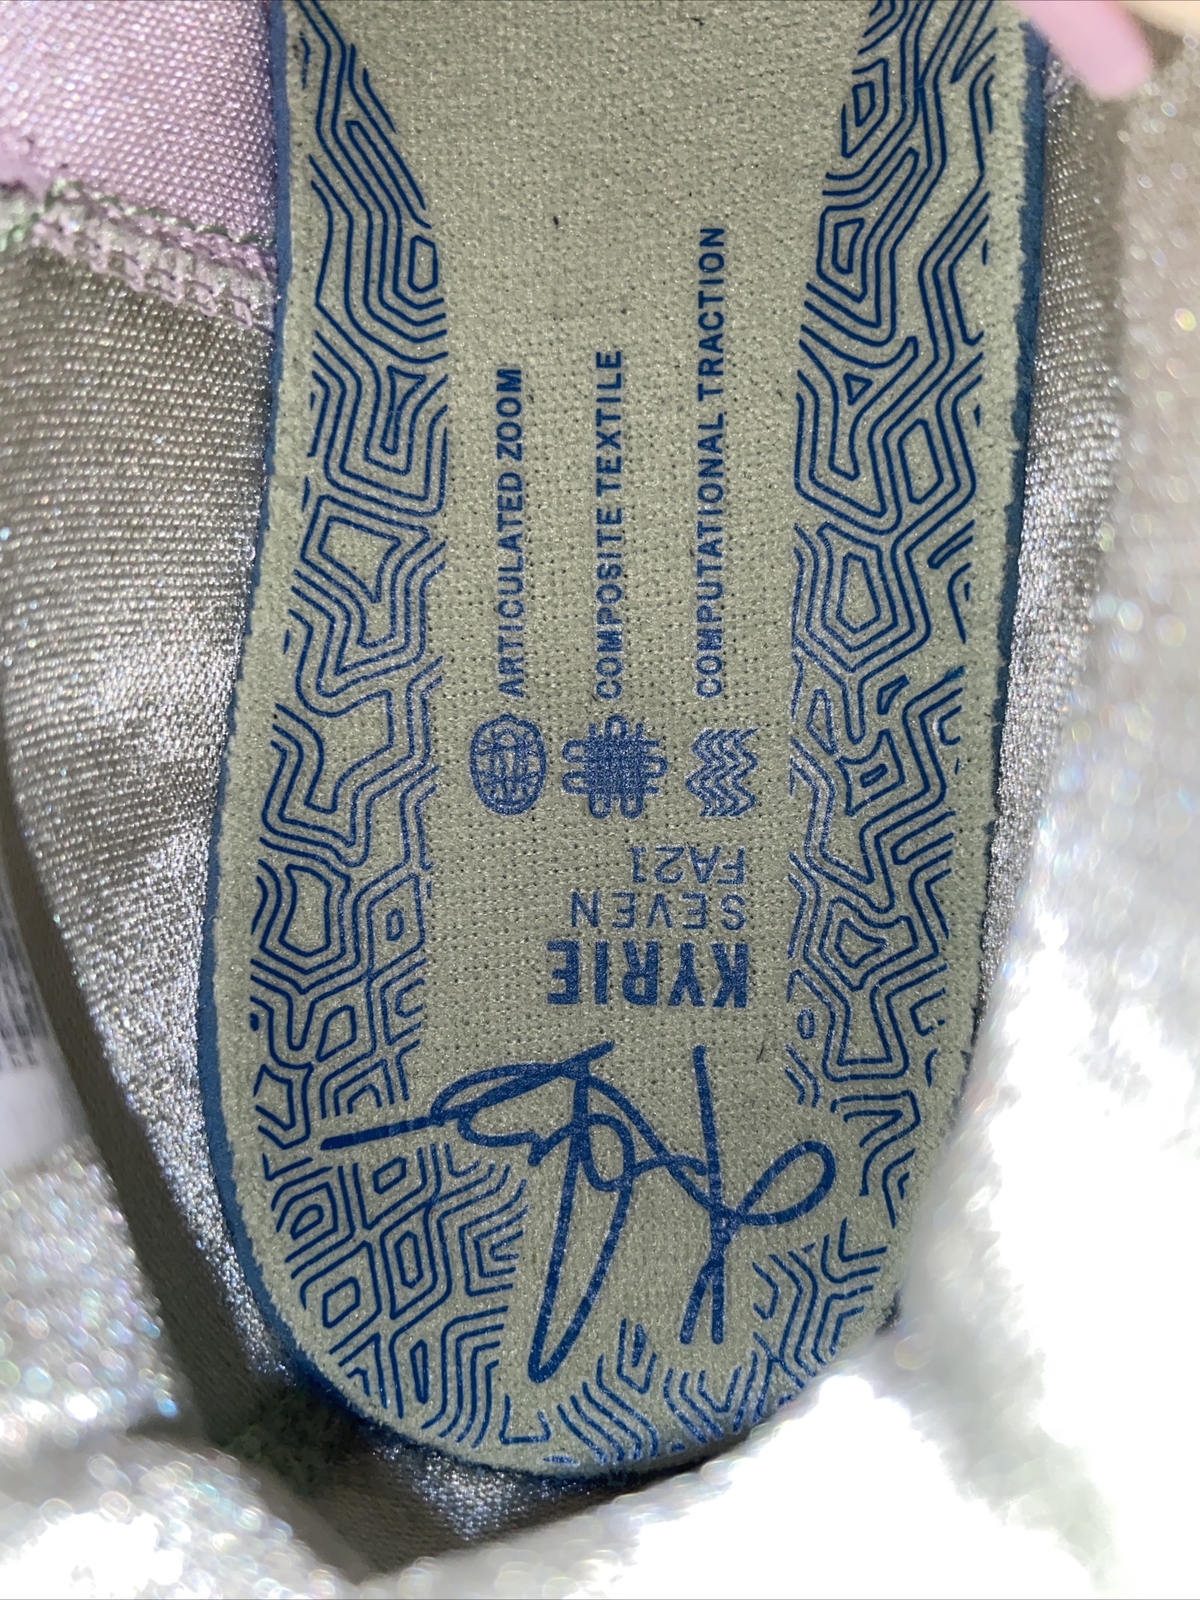 KYRIE
SEVEN
FA21
ARTICULATED ZOOM
COMPOSITE TEXTILE
COMPUTATIONAL TRACTION